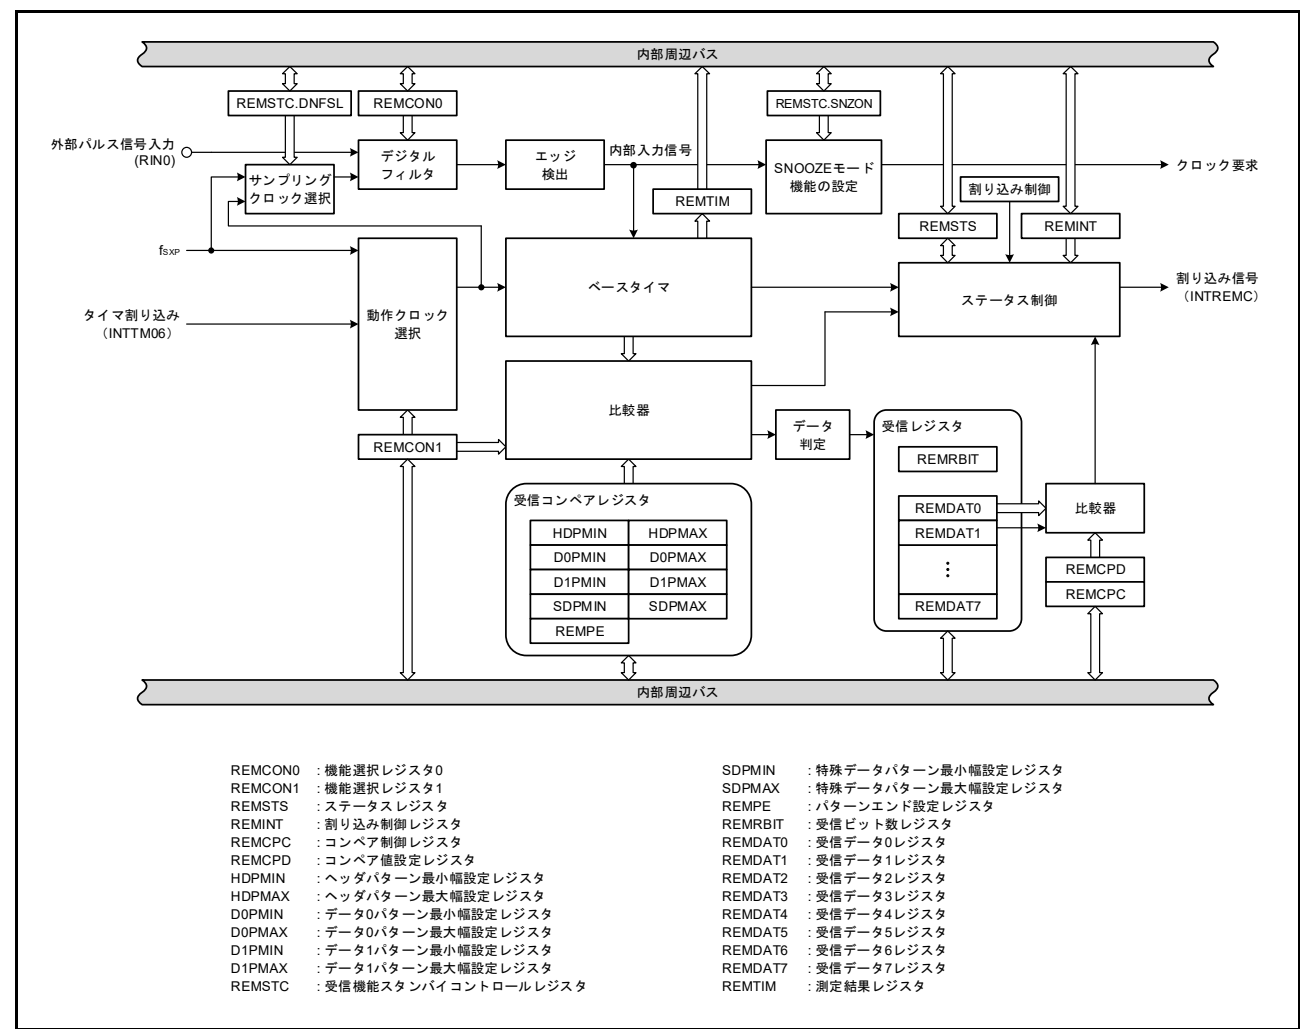 内部周辺バス
REMSTC.DNFSL
REMCON0
REMSTC.SNZON
外部パルス信号入力
(RIN0)
デジタル
フィルタ
エッジ
検出
内部入力信号
SNOOZEモード
機能の設定
クロック要求
サンプリング
クロック選択
REMTIM
割り込み制御
REMSTS
REMINT
fSXP
ベースタイマ
ステータス制御
割り込み信号
(INTREMC)
タイマ割り込み
(INTTM06)
動作クロック
選択
比較器
REMCON1
データ
判定
受信レジスタ
REMRBIT
受信コンペアレジスタ
REMDAT0
REMDAT1
⋮
REMDAT7
比較器
HDPMIN HDPMAX
D0PMIN D0PMAX
D1PMIN D1PMAX
SDPMIN SDPMAX
REMPE
REMCPD
REMCPC
内部周辺バス
REMCON0 : 機能選択レジスタ0
REMCON1 : 機能選択レジスタ1
REMSTS : ステータスレジスタ
REMINT : 割り込み制御レジスタ
REMCPC : コンペア制御レジスタ
REMCPD : コンペア値設定レジスタ
HDPMIN : ヘッダパターン最小幅設定レジスタ
HDPMAX : ヘッダパターン最大幅設定レジスタ
D0PMIN : データ0パターン最小幅設定レジスタ
D0PMAX : データ0パターン最大幅設定レジスタ
D1PMIN : データ1パターン最小幅設定レジスタ
D1PMAX : データ1パターン最大幅設定レジスタ
REMSTC : 受信機能スタンバイコントロールレジスタ
SDPMIN : 特殊データパターン最小幅設定レジスタ
SDPMAX : 特殊データパターン最大幅設定レジスタ
REMPE : パターンエンド設定レジスタ
REMRBIT : 受信ビット数レジスタ
REMDAT0 : 受信データ0レジスタ
REMDAT1 : 受信データ1レジスタ
REMDAT2 : 受信データ2レジスタ
REMDAT3 : 受信データ3レジスタ
REMDAT4 : 受信データ4レジスタ
REMDAT5 : 受信データ5レジスタ
REMDAT6 : 受信データ6レジスタ
REMDAT7 : 受信データ7レジスタ
REMTIM : 測定結果レジスタ